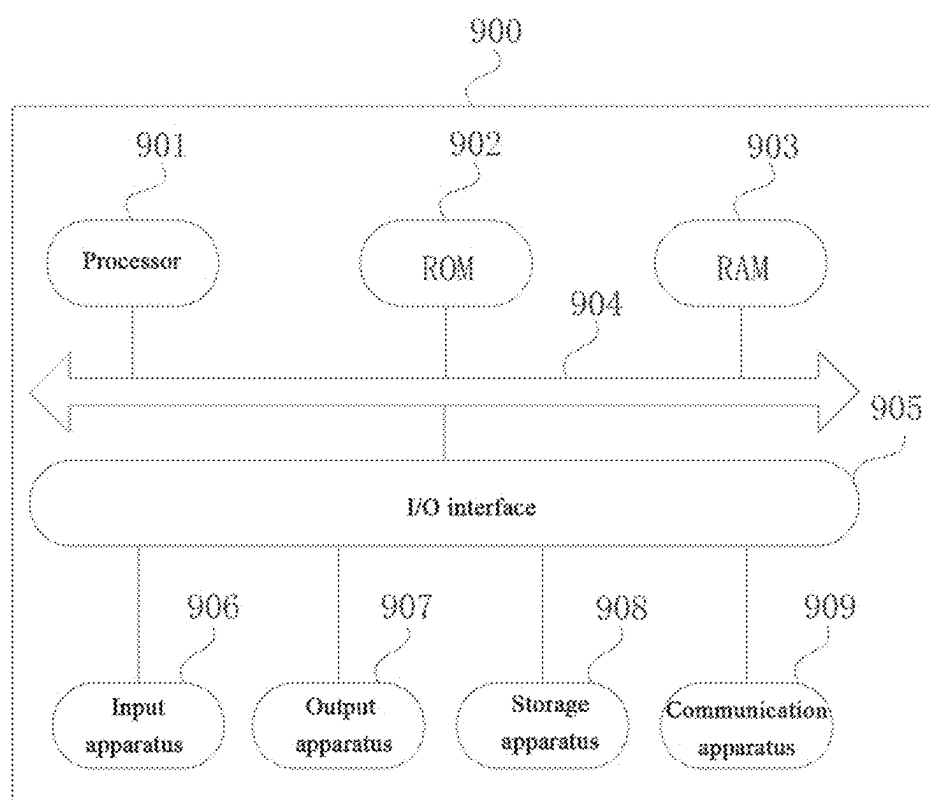 900
901
902
903
Processor
ROM
RAM
904
905
I/O interface
906
907
908
909
Input
apparatus
Output
apparatus
Storage
apparatus
Communication
apparatus